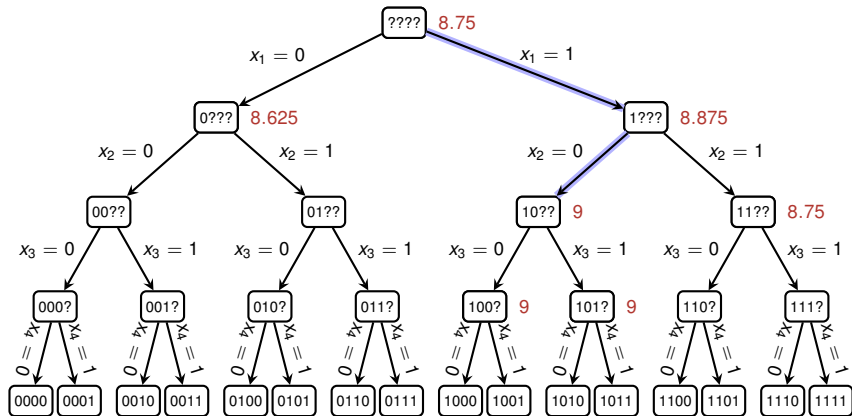 ???? 8.75
x₁ = 0 x₁ = 1
0??? 8.625 1??? 8.875
x₂ = 0 x₂ = 1 x₂ = 0 x₂ = 1
00?? 01?? 10?? 9 11?? 8.75
x₃ = 0 x₃ = 1 x₃ = 0 x₃ = 1 x₃ = 0 x₃ = 1 x₃ = 0 x₃ = 1
000? 001? 010? 011? 100? 9 101? 9 110? 111?
x₄ = 0 x₄ = 1 x₄ = 0 x₄ = 1 x₄ = 0 x₄ = 1 x₄ = 0 x₄ = 1 x₄ = 0 x₄ = 1 x₄ = 0 x₄ = 1 x₄ = 0 x₄ = 1 x₄ = 0 x₄ = 1
0000 0001 0010 0011 0100 0101 0110 0111 1000 1001 1010 1011 1100 1101 1110 1111